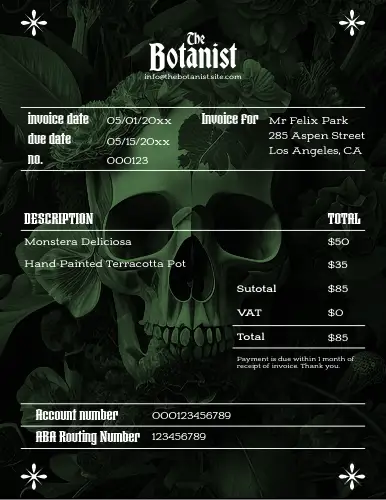 The
Botanist
info@thebotanist.site.com
invoice date 05/01/20xx Invoice for Mr Felix Park
due date 05/15/20xx 285 Aspen Street
no. 000123 Los Angeles, CA
DESCRIPTION TOTAL
Monstera Deliciosa $50
Hand-Painted Terracotta Pot $35
Sutotal $85
VAT $0
Total $85
Payment is due within 1 month of
receipt of invoice. Thank you.
Account number 000123456789
ABA Routing Number 123456789